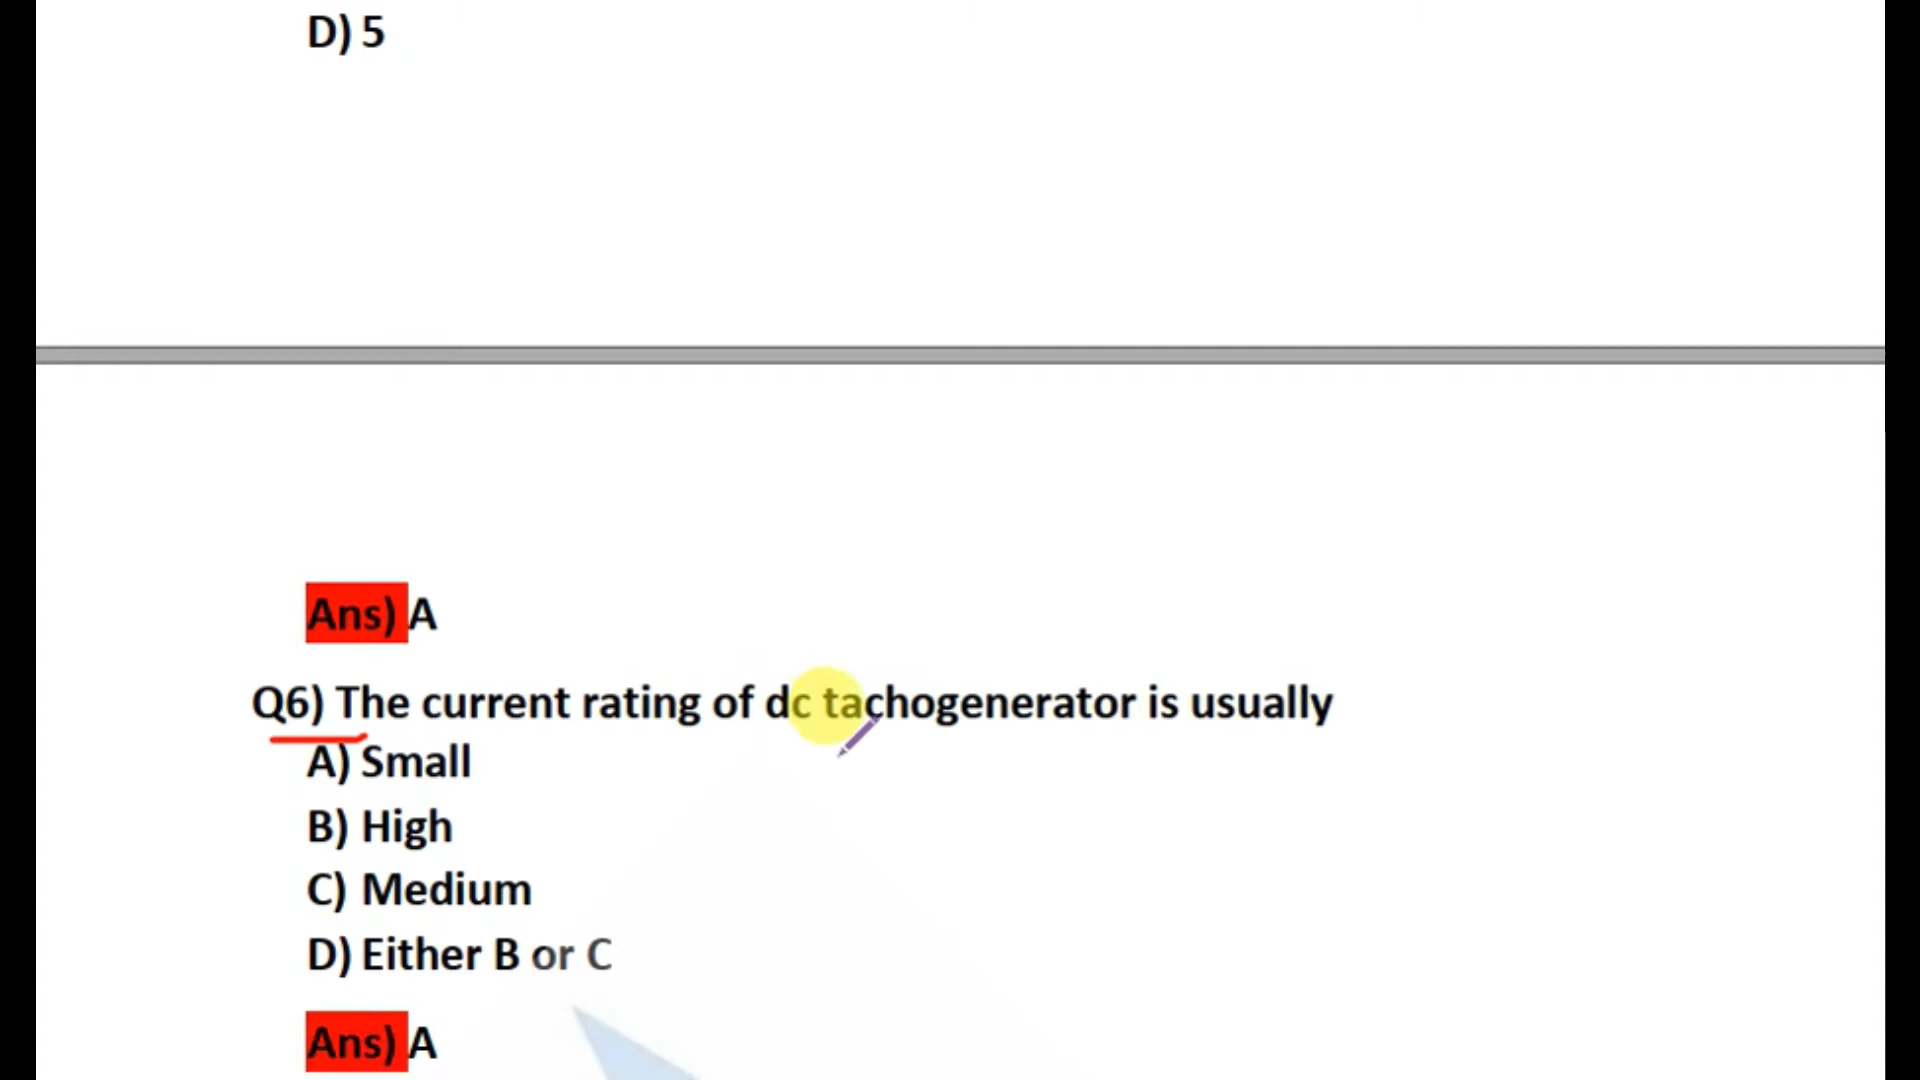 D) 5
Ans) A
Q6) The current rating of dc tachogenerator is usually
A) Small
B) High
C) Medium
D) Either B or C
Ans) A